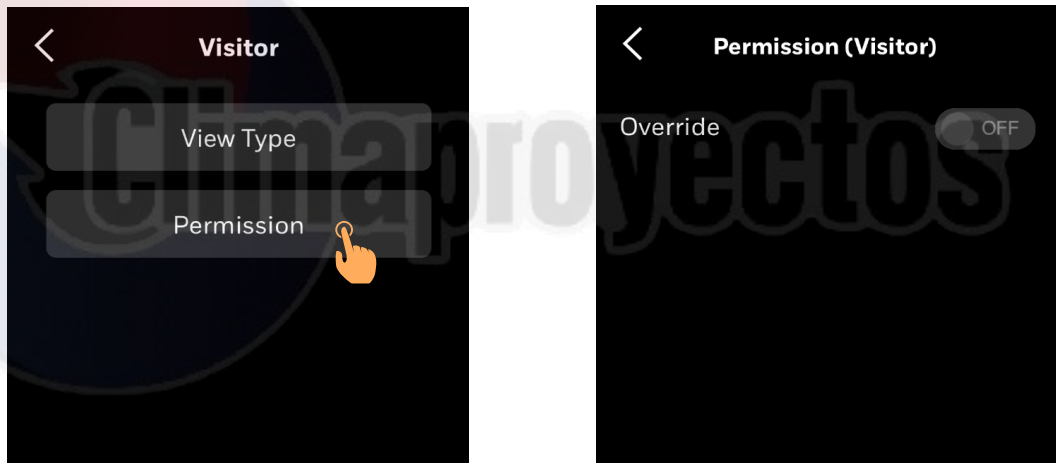 Visitor
View Type
Permission
Permission (Visitor)
Override
OFF
Climaproyectos